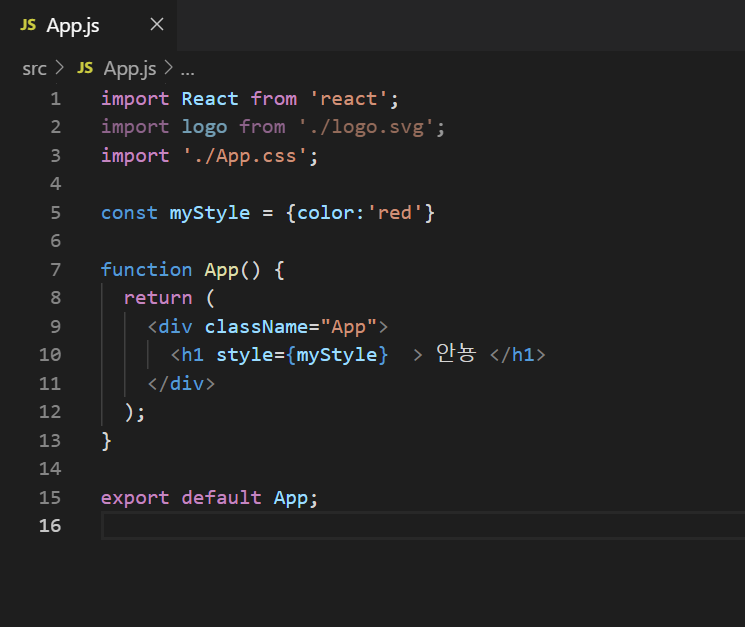 JS App.js ×
src > JS App.js > ...
1 import React from 'react';
2 import logo from './logo.svg';
3 import './App.css';
4
5 const myStyle = {color:'red'}
6
7 function App() {
8   return (
9     <div className="App">
10       <h1 style={myStyle}  > 안뇽 </h1>
11     </div>
12   );
13 }
14
15 export default App;
16